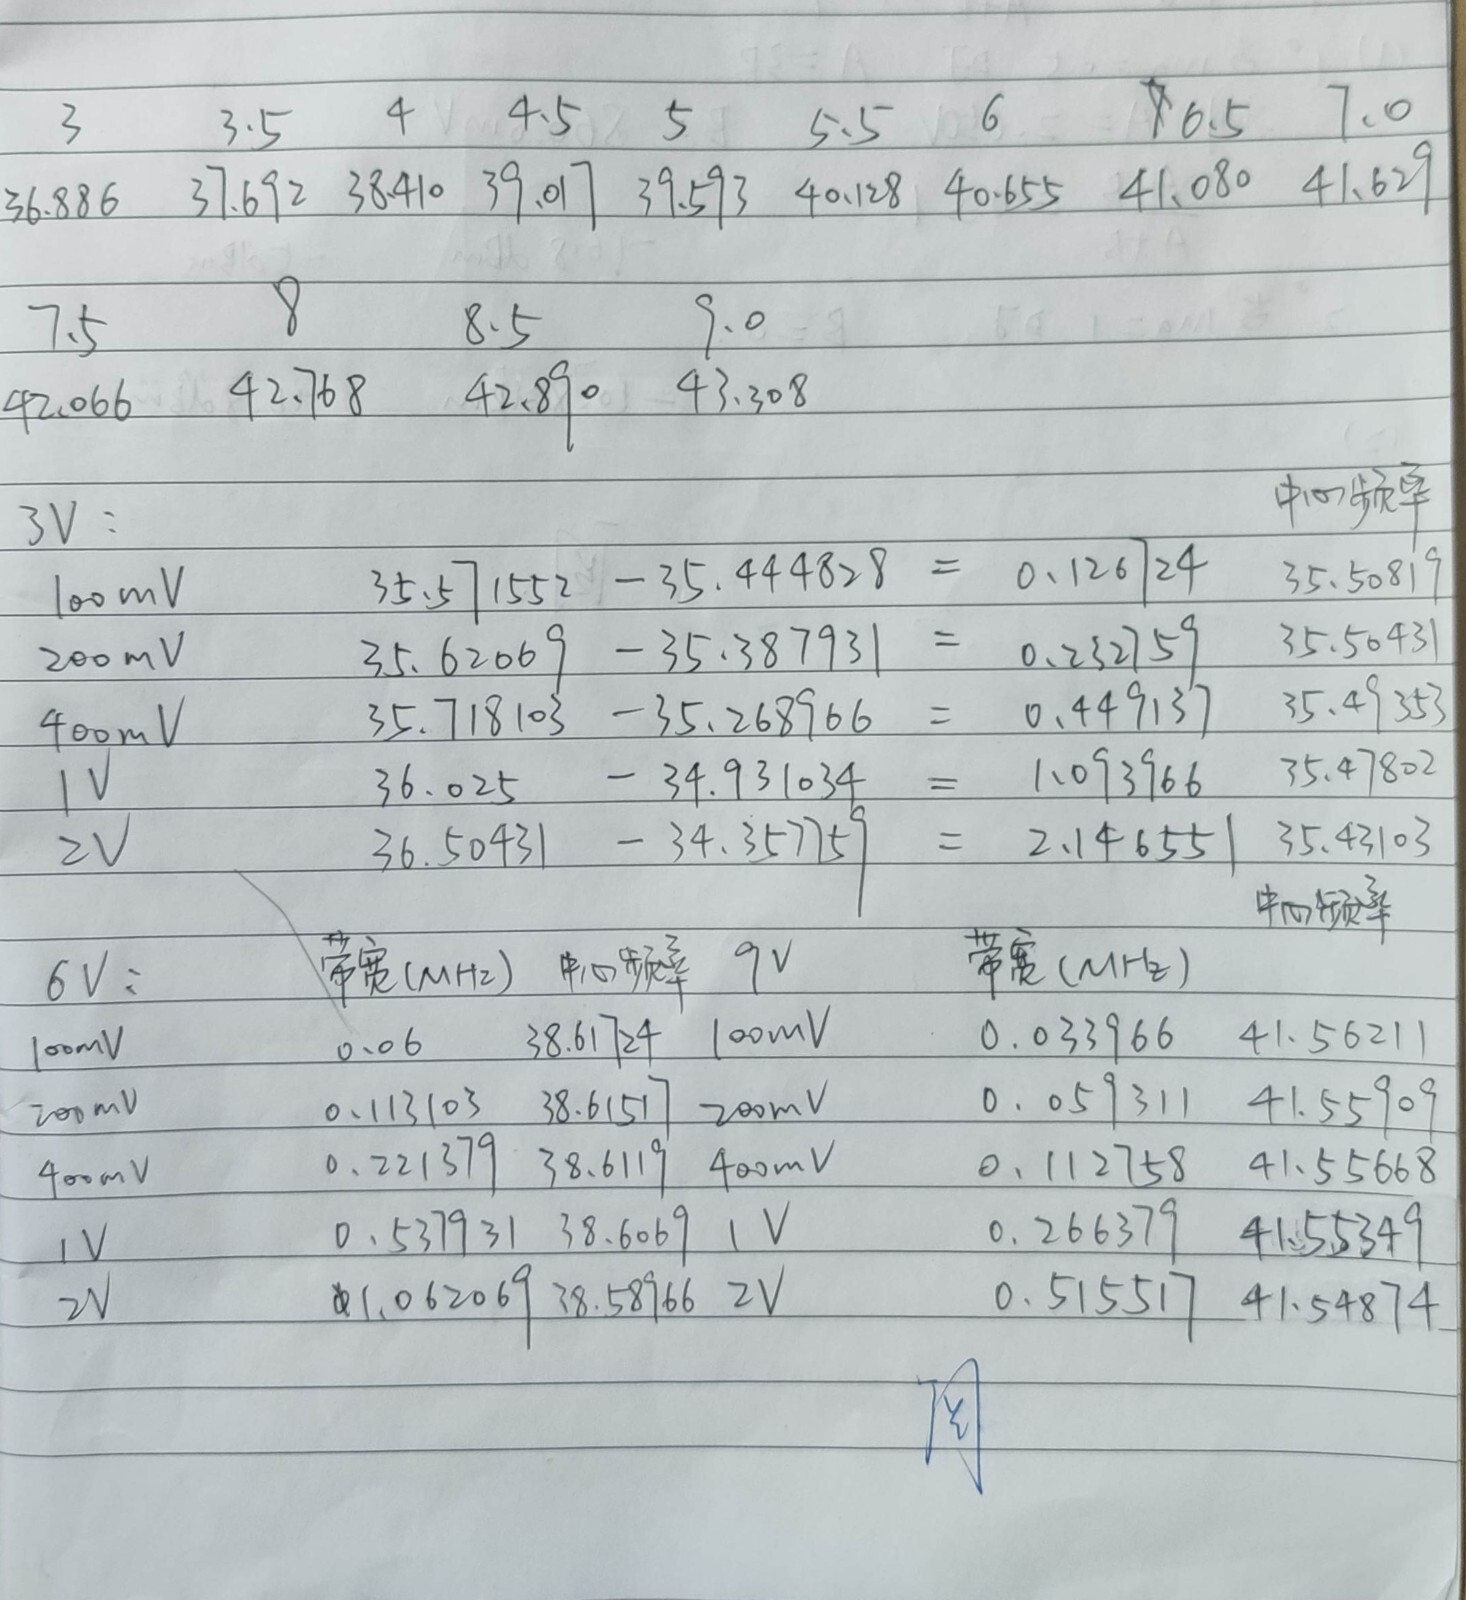 3 3.5 4 4.5 5 5.5 6 6.5 7.0
36.886 37.692 38.410 39.017 39.593 40.128 40.655 41.080 41.629
7.5 8 8.5 9.0
42.066 42.768 42.890 43.308
中心频率
3V:
100mV 35.571552 - 35.444828 = 0.126724 35.50819
200mV 35.62069 - 35.387931 = 0.232759 35.50431
400mV 35.718103 - 35.268966 = 0.449137 35.49353
1V 36.025 - 34.931034 = 1.093966 35.47802
2V 36.50431 - 34.357759 = 2.146551 35.43103
中心频率
6V: 带宽(MHz) 中心频率 9V 带宽(MHz)
100mV 0.06 38.61724 100mV 0.033966 41.56211
200mV 0.113103 38.61517 200mV 0.059311 41.55909
400mV 0.221379 38.6119 400mV 0.112758 41.55668
1V 0.537931 38.6069 1V 0.266379 41.55349
2V 1.062069 38.58966 2V 0.515517 41.54874